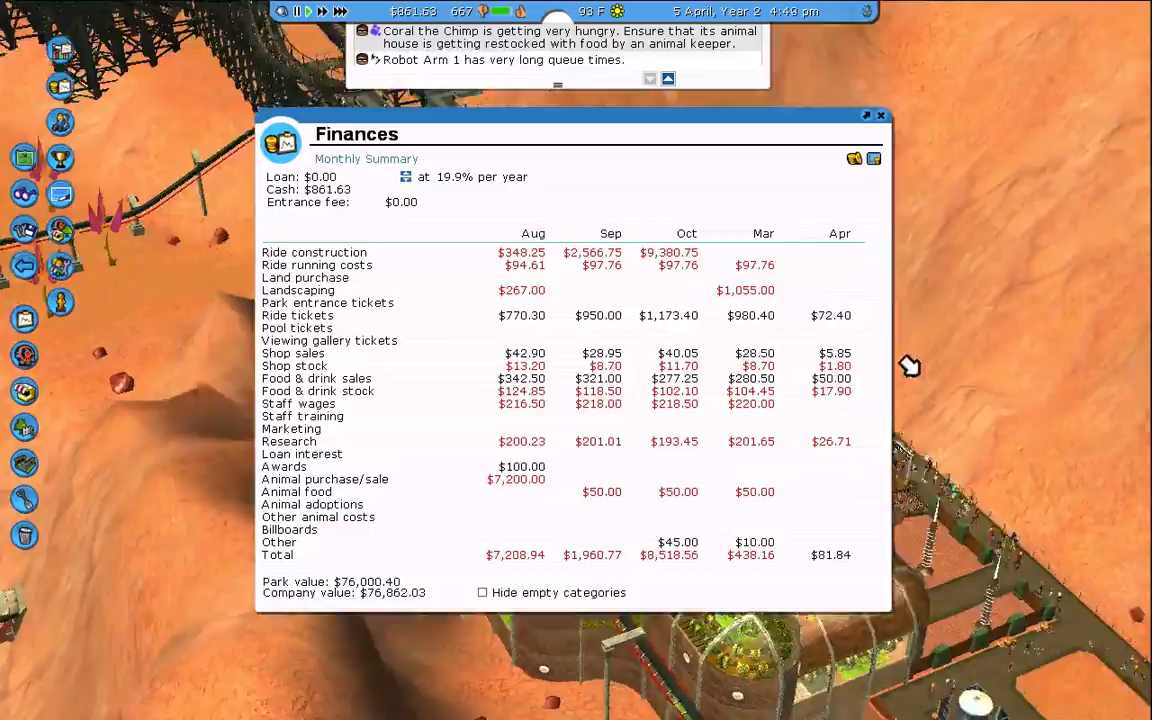 $861.63 667 93 F 5 April, Year 2 4:49 pm
Coral the Chimp is getting very hungry. Ensure that its animal
house is getting restocked with food by an animal keeper.
Robot Arm 1 has very long queue times.
Finances
Monthly Summary
Loan: $0.00 at 19.9% per year
Cash: $861.63
Entrance fee: $0.00
Aug Sep Oct Mar Apr
Ride construction $348.25 $2,566.75 $9,380.75
Ride running costs $94.61 $97.76 $97.76 $97.76
Land purchase
Landscaping $267.00 $1,055.00
Park entrance tickets
Ride tickets $770.30 $950.00 $1,173.40 $980.40 $72.40
Pool tickets
Viewing gallery tickets
Shop sales $42.90 $28.95 $40.05 $28.50 $5.85
Shop stock $13.20 $8.70 $11.70 $8.70 $1.80
Food & drink sales $342.50 $321.00 $277.25 $280.50 $50.00
Food & drink stock $124.85 $118.50 $102.10 $104.45 $17.90
Staff wages $216.50 $218.00 $218.50 $220.00
Staff training
Marketing
Research $200.23 $201.01 $193.45 $201.65 $26.71
Loan interest
Awards $100.00
Animal purchase/sale $7,200.00
Animal food $50.00 $50.00 $50.00
Animal adoptions
Other animal costs
Billboards
Other $45.00 $10.00
Total $7,208.94 $1,960.77 $8,518.56 $438.16 $81.84
Park value: $76,000.40
Company value: $76,862.03 Hide empty categories